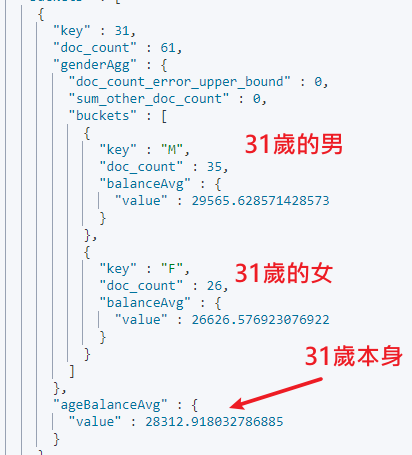 {
"key" : 31,
"doc_count" : 61,
"genderAgg" : {
"doc_count_error_upper_bound" : 0,
"sum_other_doc_count" : 0,
"buckets" : [
{
"key" : "M",
"doc_count" : 35,
"balanceAvg" : {
"value" : 29565.628571428573
}
},
31歲的男
{
"key" : "F",
"doc_count" : 26,
"balanceAvg" : {
"value" : 26626.576923076922
}
}
31歲的女
]
},
31歲本身
"ageBalanceAvg" : {
"value" : 28312.918032786885
}
}